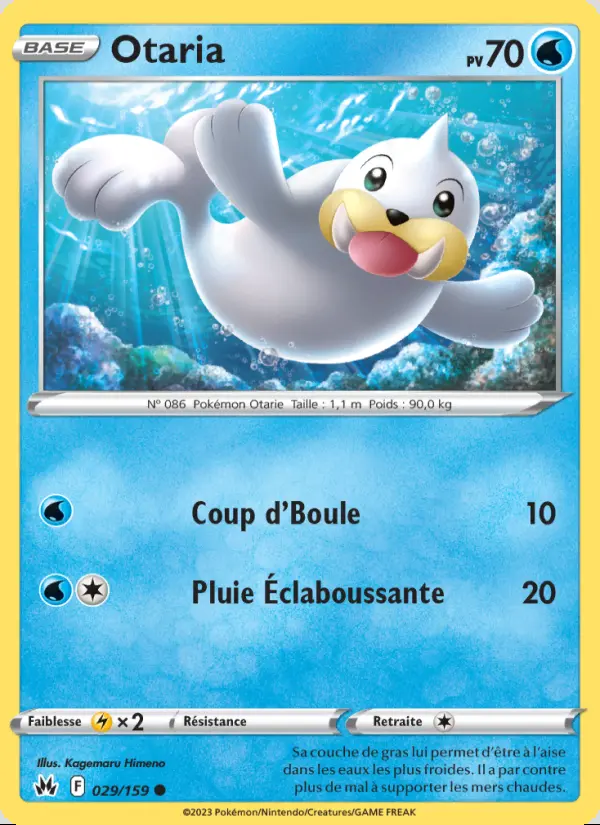 BASE Otaria PV 70
N° 086 Pokémon Otarie Taille : 1,1 m Poids : 90,0 kg
Coup d'Boule 10
Pluie Éclaboussante 20
Faiblesse ×2 Résistance Retraite
Illus. Kagemaru Himeno
Sa couche de gras lui permet d'être à l'aise
dans les eaux les plus froides. Il a par contre
plus de mal à supporter les mers chaudes.
F 029/159
©2023 Pokémon/Nintendo/Creatures/GAME FREAK